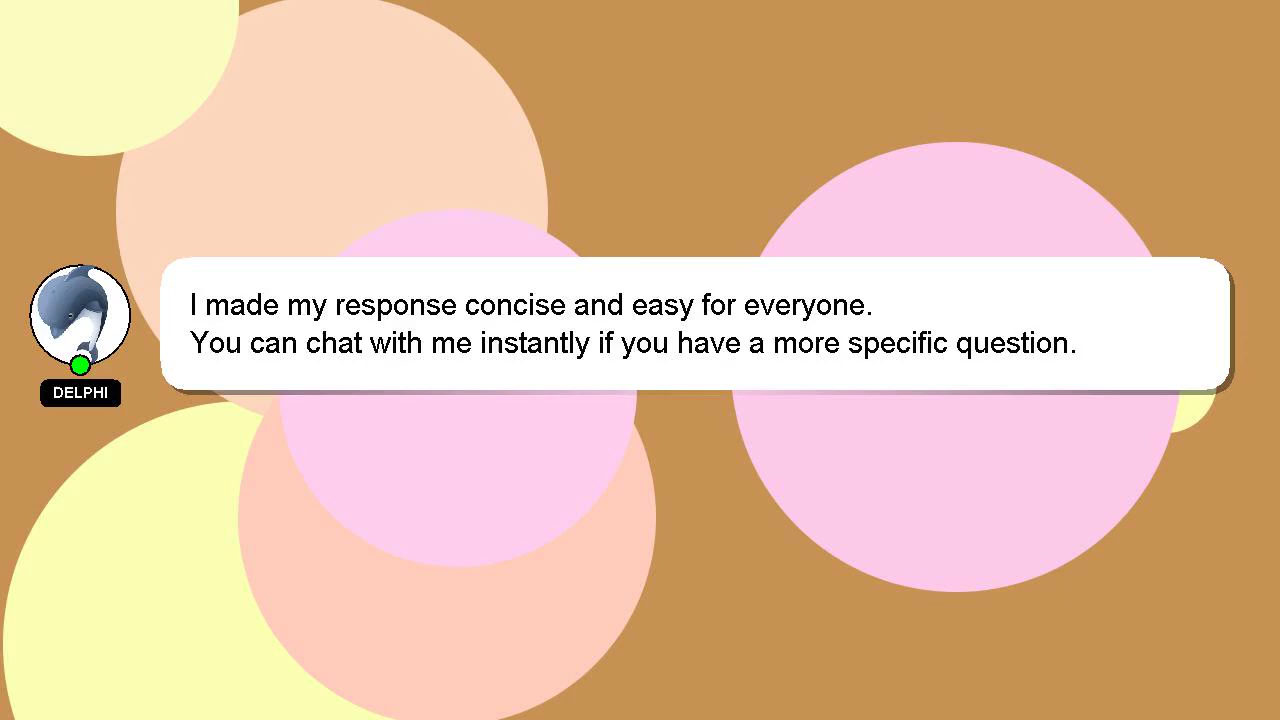 I made my response concise and easy for everyone.
You can chat with me instantly if you have a more specific question.
DELPHI